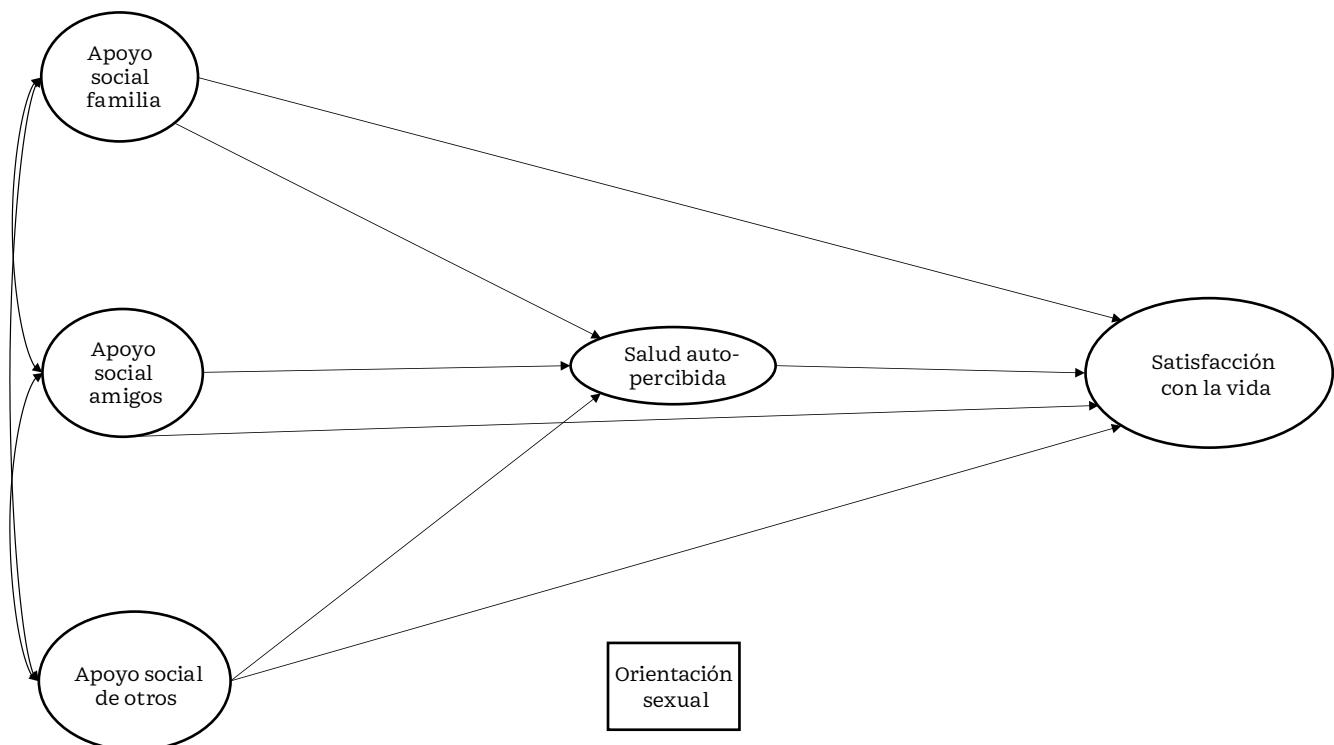 Apoyo
social
familia
Apoyo
social
amigos
Salud auto-
percibida
Satisfacción
con la vida
Apoyo social
de otros
Orientación
sexual